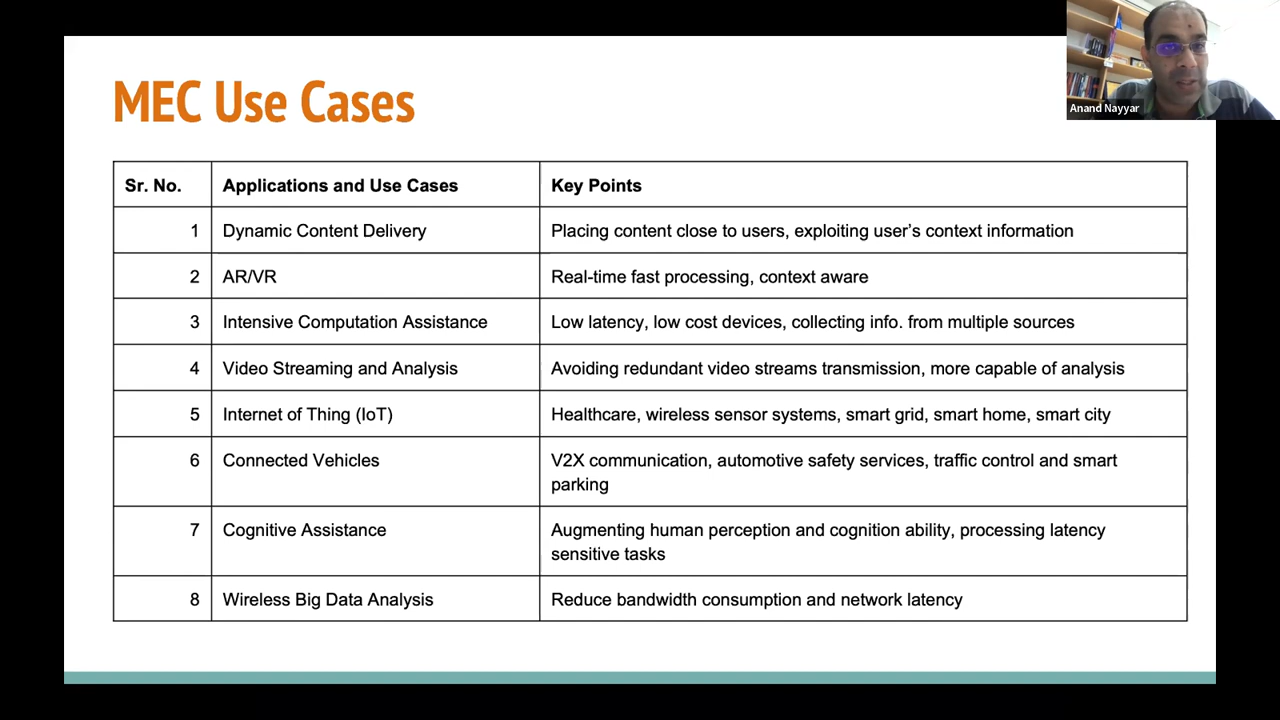 MEC Use Cases
Anand Nayyar
Sr. No. Applications and Use Cases Key Points
1 Dynamic Content Delivery Placing content close to users, exploiting user's context information
2 AR/VR Real-time fast processing, context aware
3 Intensive Computation Assistance Low latency, low cost devices, collecting info. from multiple sources
4 Video Streaming and Analysis Avoiding redundant video streams transmission, more capable of analysis
5 Internet of Thing (IoT) Healthcare, wireless sensor systems, smart grid, smart home, smart city
6 Connected Vehicles V2X communication, automotive safety services, traffic control and smart
parking
7 Cognitive Assistance Augmenting human perception and cognition ability, processing latency
sensitive tasks
8 Wireless Big Data Analysis Reduce bandwidth consumption and network latency